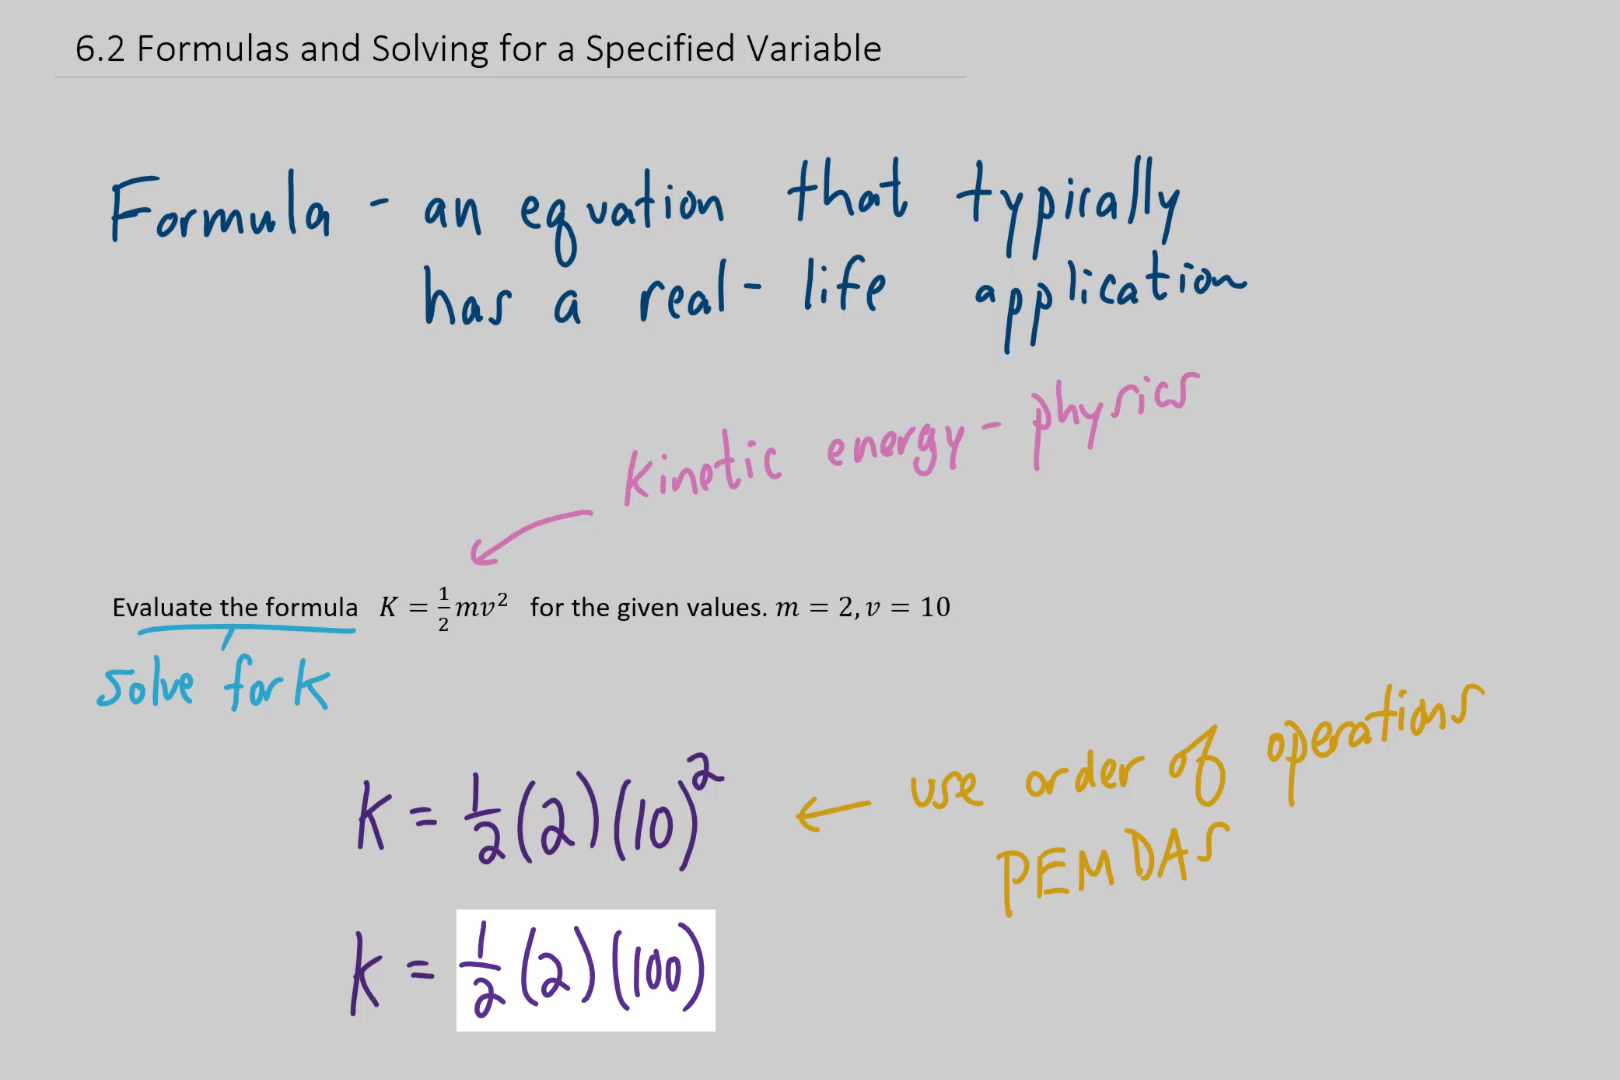 6.2 Formulas and Solving for a Specified Variable
Formula - an equation that typically
has a real-life application
Kinetic energy - physics
Evaluate the formula K = 1/2 mv² for the given values. m = 2, v = 10
solve for K
K = 1/2 (2)(10)²
use order of operations
PEMDAS
K = 1/2 (2)(100)